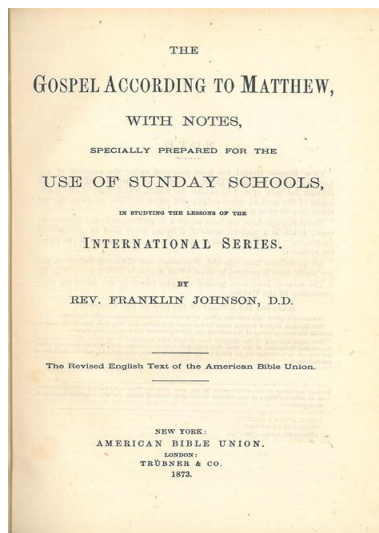 THE
GOSPEL ACCORDING TO MATTHEW,
WITH NOTES,
SPECIALLY PREPARED FOR THE
USE OF SUNDAY SCHOOLS,
IN STUDYING THE LESSONS OF THE
INTERNATIONAL SERIES.
BY
REV. FRANKLIN JOHNSON, D.D.
The Revised English Text of the American Bible Union.
NEW YORK:
AMERICAN BIBLE UNION.
LONDON:
TRÜBNER & CO.
1873.